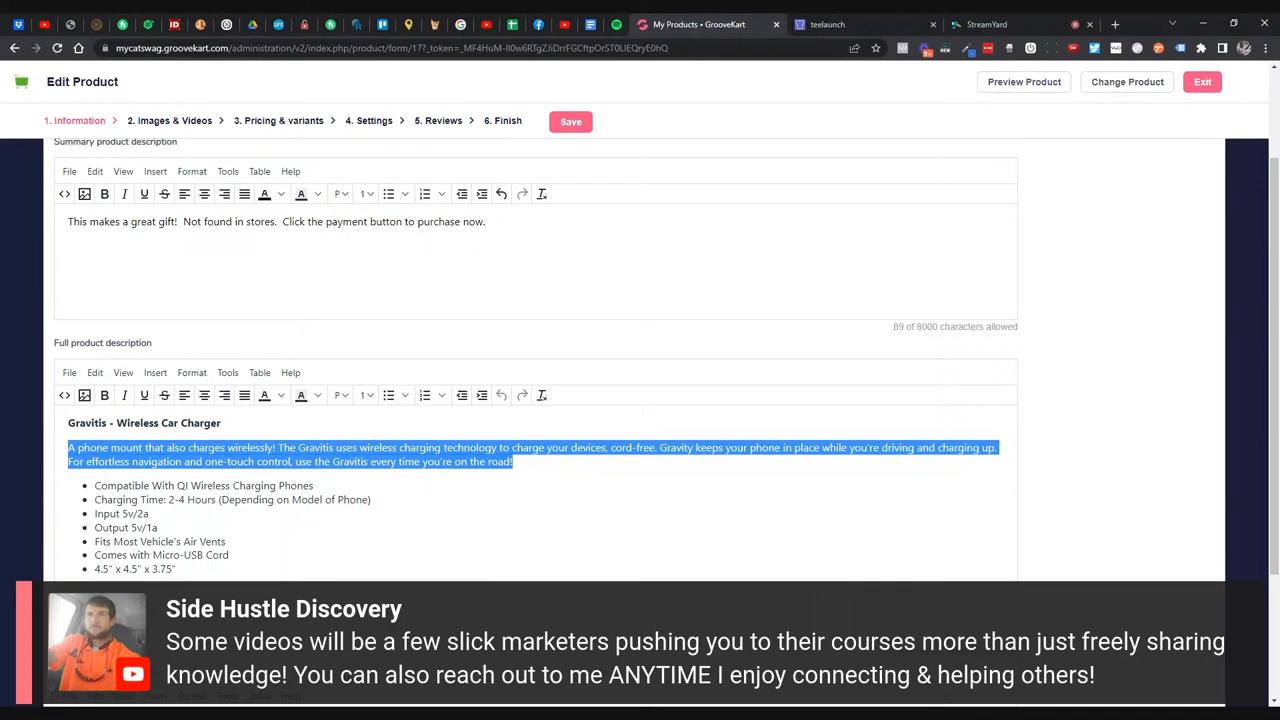 My Products • GrooveKart
teelaunch
StreamYard
mycatswag.groovekart.com/administration/v2/index.php/product/form/17?_token=
Edit Product
Preview Product
Change Product
Exit
1. Information
2. Images & Videos
3. Pricing & variants
4. Settings
5. Reviews
6. Finish
Save
Summary product description
File Edit View Insert Format Tools Table Help
This makes a great gift!  Not found in stores.  Click the payment button to purchase now.
89 of 8000 characters allowed
Full product description
File Edit View Insert Format Tools Table Help
Gravitis - Wireless Car Charger
A phone mount that also charges wirelessly! The Gravitis uses wireless charging technology to charge your devices, cord-free. Gravity keeps your phone in place while you're driving and charging up.
For effortless navigation and one-touch control, use the Gravitis every time you're on the road!
Compatible With QI Wireless Charging Phones
Charging Time: 2-4 Hours (Depending on Model of Phone)
Input 5v/2a
Output 5v/1a
Fits Most Vehicle's Air Vents
Comes with Micro-USB Cord
4.5" x 4.5" x 3.75"
Side Hustle Discovery
Some videos will be a few slick marketers pushing you to their courses more than just freely sharing
knowledge! You can also reach out to me ANYTIME I enjoy connecting & helping others!